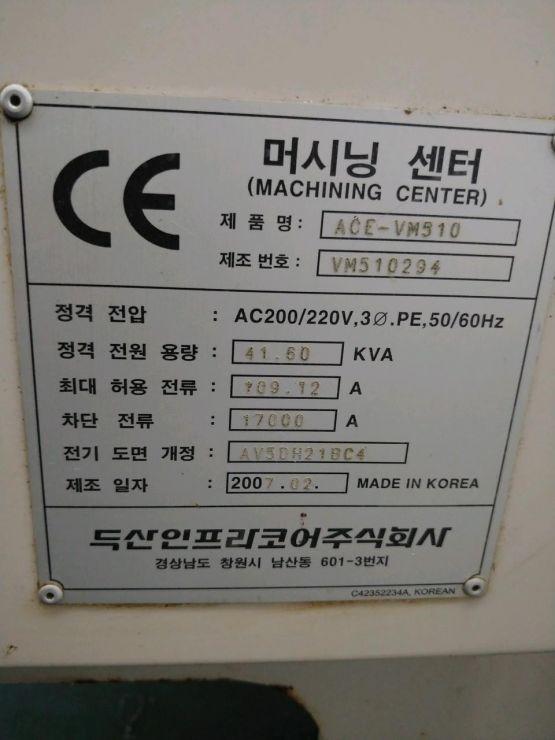 CE 머시닝 센터
(MACHINING CENTER)
제 품 명 : ACE-VM510
제조 번호 : VM510294
정격 전압 : AC200/220V,3Ø.PE,50/60Hz
정격 전원 용량 : 41.60 KVA
최대 허용 전류 : 109.12 A
차단 전류 : 17000 A
전기 도면 개정 :
제조 일자 : 2007.02. MADE IN KOREA
두산인프라코어주식회사
경상남도 창원시 남산동 601-3번지
C42352234A, KOREAN